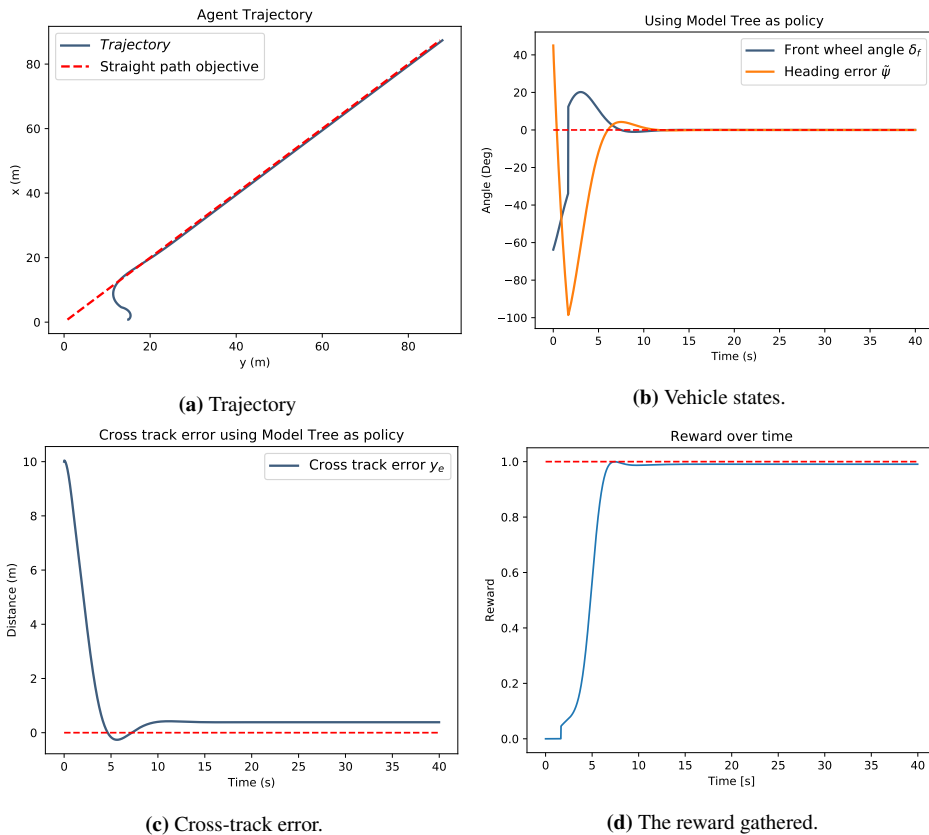 Agent Trajectory
Trajectory
Straight path objective
80
60
40
20
0
x (m)
0 20 40 60 80
y (m)
(a) Trajectory
Using Model Tree as policy
Front wheel angle δf
Heading error ψ̃
40
20
0
−20
−40
−60
−80
−100
Angle (Deg)
0 5 10 15 20 25 30 35 40
Time (s)
(b) Vehicle states.
Cross track error using Model Tree as policy
Cross track error ye
10
8
6
4
2
0
Distance (m)
0 5 10 15 20 25 30 35 40
Time (s)
(c) Cross-track error.
Reward over time
1.0
0.8
0.6
0.4
0.2
0.0
Reward
0 5 10 15 20 25 30 35 40
Time [s]
(d) The reward gathered.